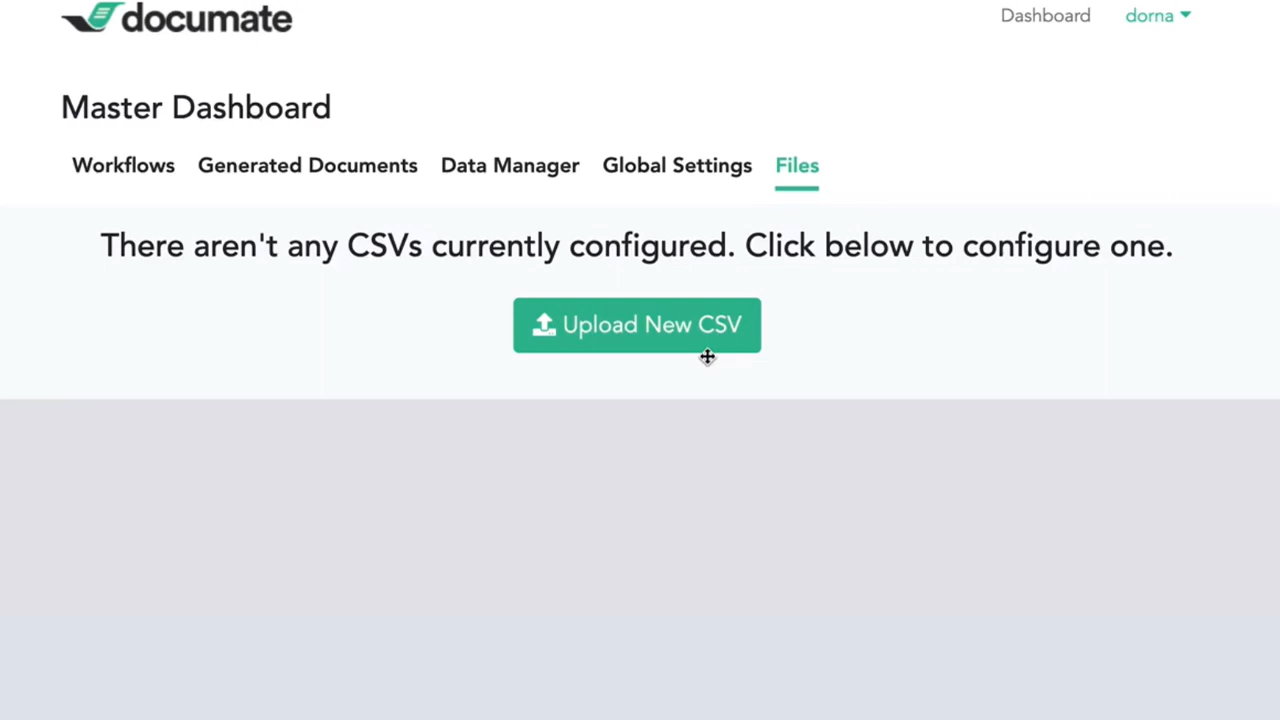 documate
Dashboard
dorna
Master Dashboard
Workflows Generated Documents Data Manager Global Settings Files
There aren't any CSVs currently configured. Click below to configure one.
Upload New CSV